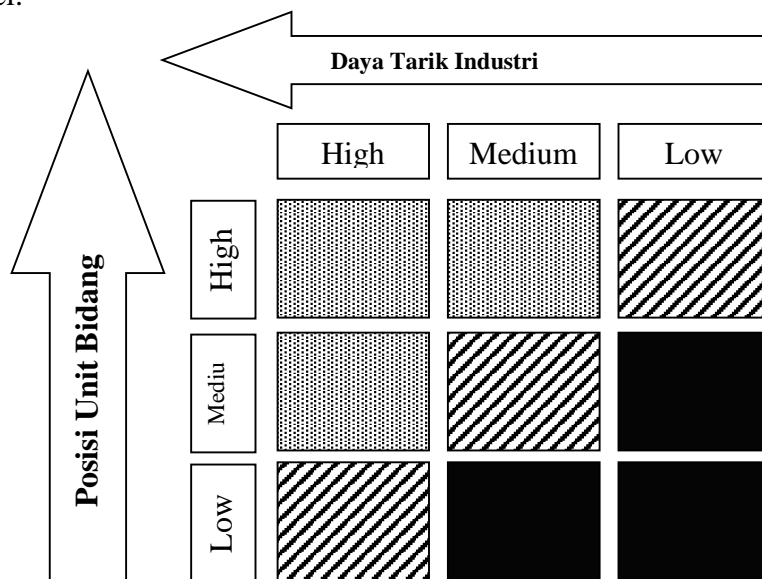 Daya Tarik Industri
High
Medium
Low
High
Mediu
Low
Posisi Unit Bidang